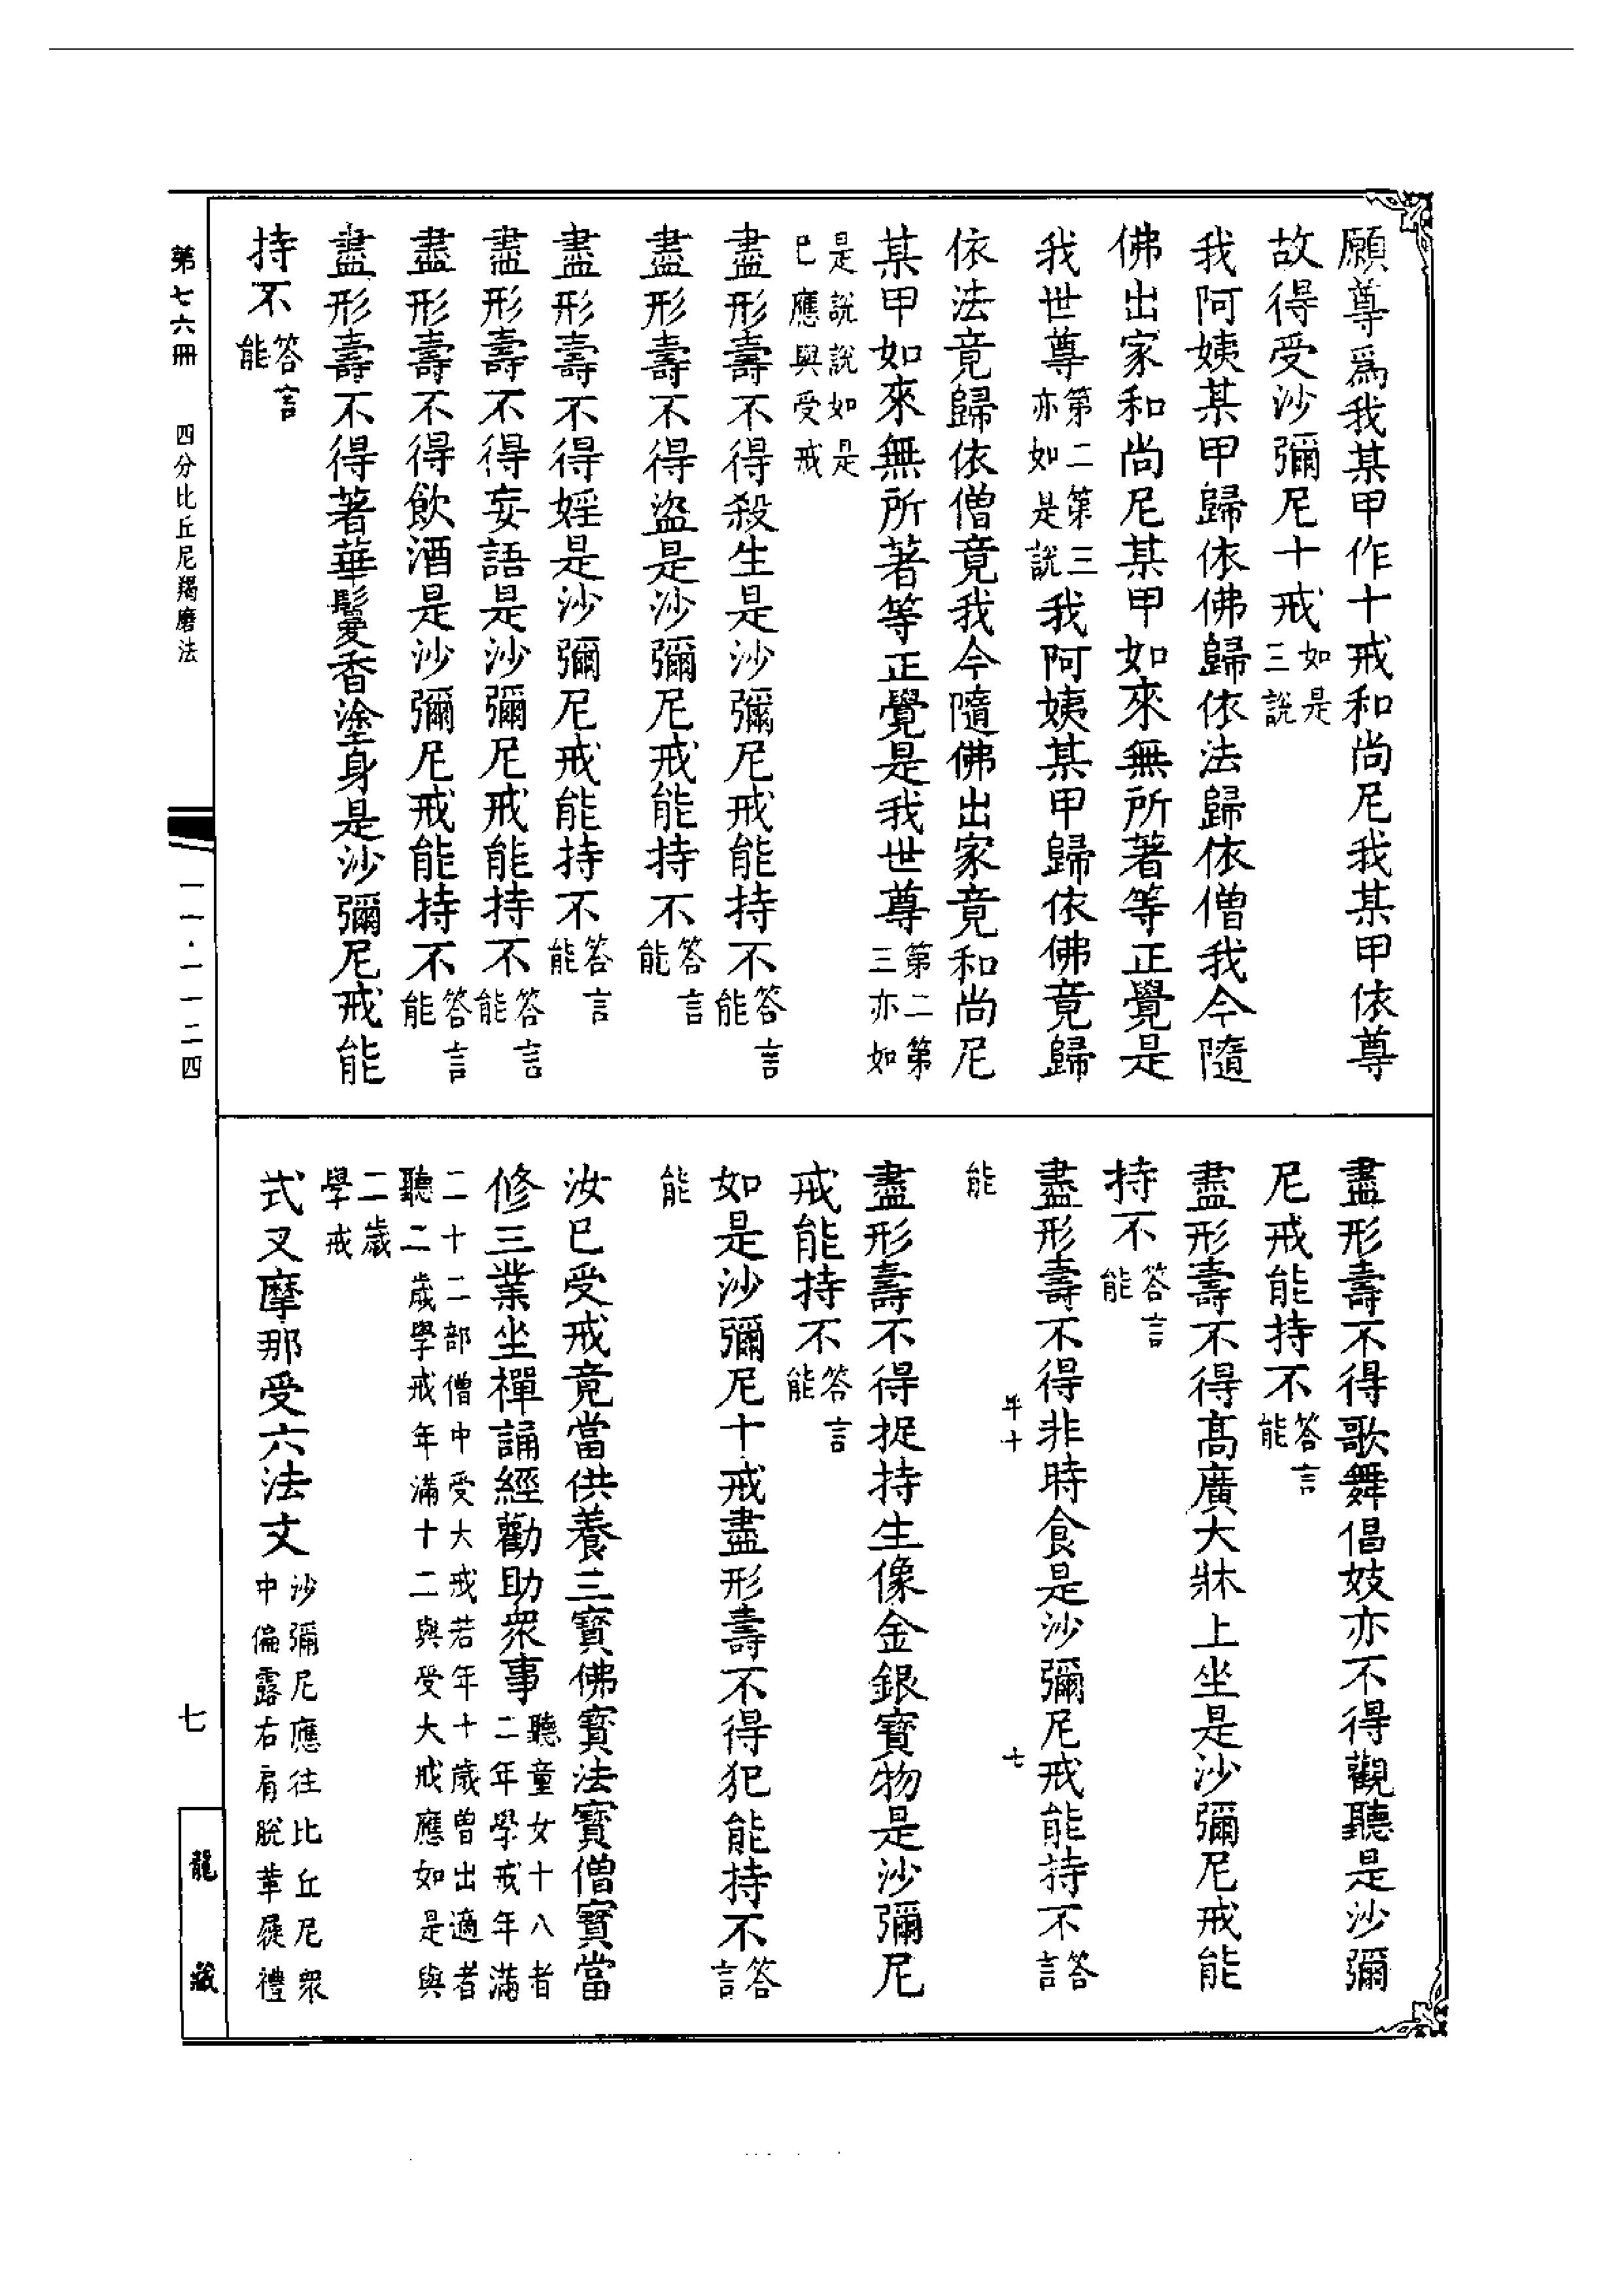 願尊爲我某甲作十戒和尚尼我某甲依尊
故得受沙彌尼十戒如是三說
我阿姨某甲歸依佛歸依法歸依僧我今隨
佛出家和尚尼某甲如來無所著等正覺是
我世尊第二第三亦如是說我阿姨某甲歸依佛竟歸
依法竟歸依僧竟我今隨佛出家竟和尚尼
某甲如來無所著等正覺是我世尊第二第三亦如
是說說如是已應與受戒
盡形壽不得殺生是沙彌尼戒能持不答言能
盡形壽不得盜是沙彌尼戒能持不答言能
盡形壽不得婬是沙彌尼戒能持不答言能
盡形壽不得妄語是沙彌尼戒能持不答言能
盡形壽不得飲酒是沙彌尼戒能持不答言能
盡形壽不得著華鬘香塗身是沙彌尼戒能
持不答言能
盡形壽不得歌舞倡妓亦不得觀聽是沙彌
尼戒能持不答言能
盡形壽不得高廣大牀上坐是沙彌尼戒能
持不答言能
盡形壽不得非時食是沙彌尼戒能持不答言
能
盡形壽不得捉持生像金銀寶物是沙彌尼
戒能持不答言能
如是沙彌尼十戒盡形壽不得犯能持不答言
能
汝已受戒竟當供養三寶佛寶法寶僧寶當
修三業坐禪誦經勸助衆事聽童女十八者二年學戒年滿
二十二部僧中受大戒若年十歲曾出適者聽二歲學戒年滿十二與受大戒應如是與
二歲學戒
式叉摩那受六法文沙彌尼應往比丘尼衆中偏露右肩脫革屣禮
第七六冊
四分比丘尼羯磨法
一一·一一二四
七
龍藏